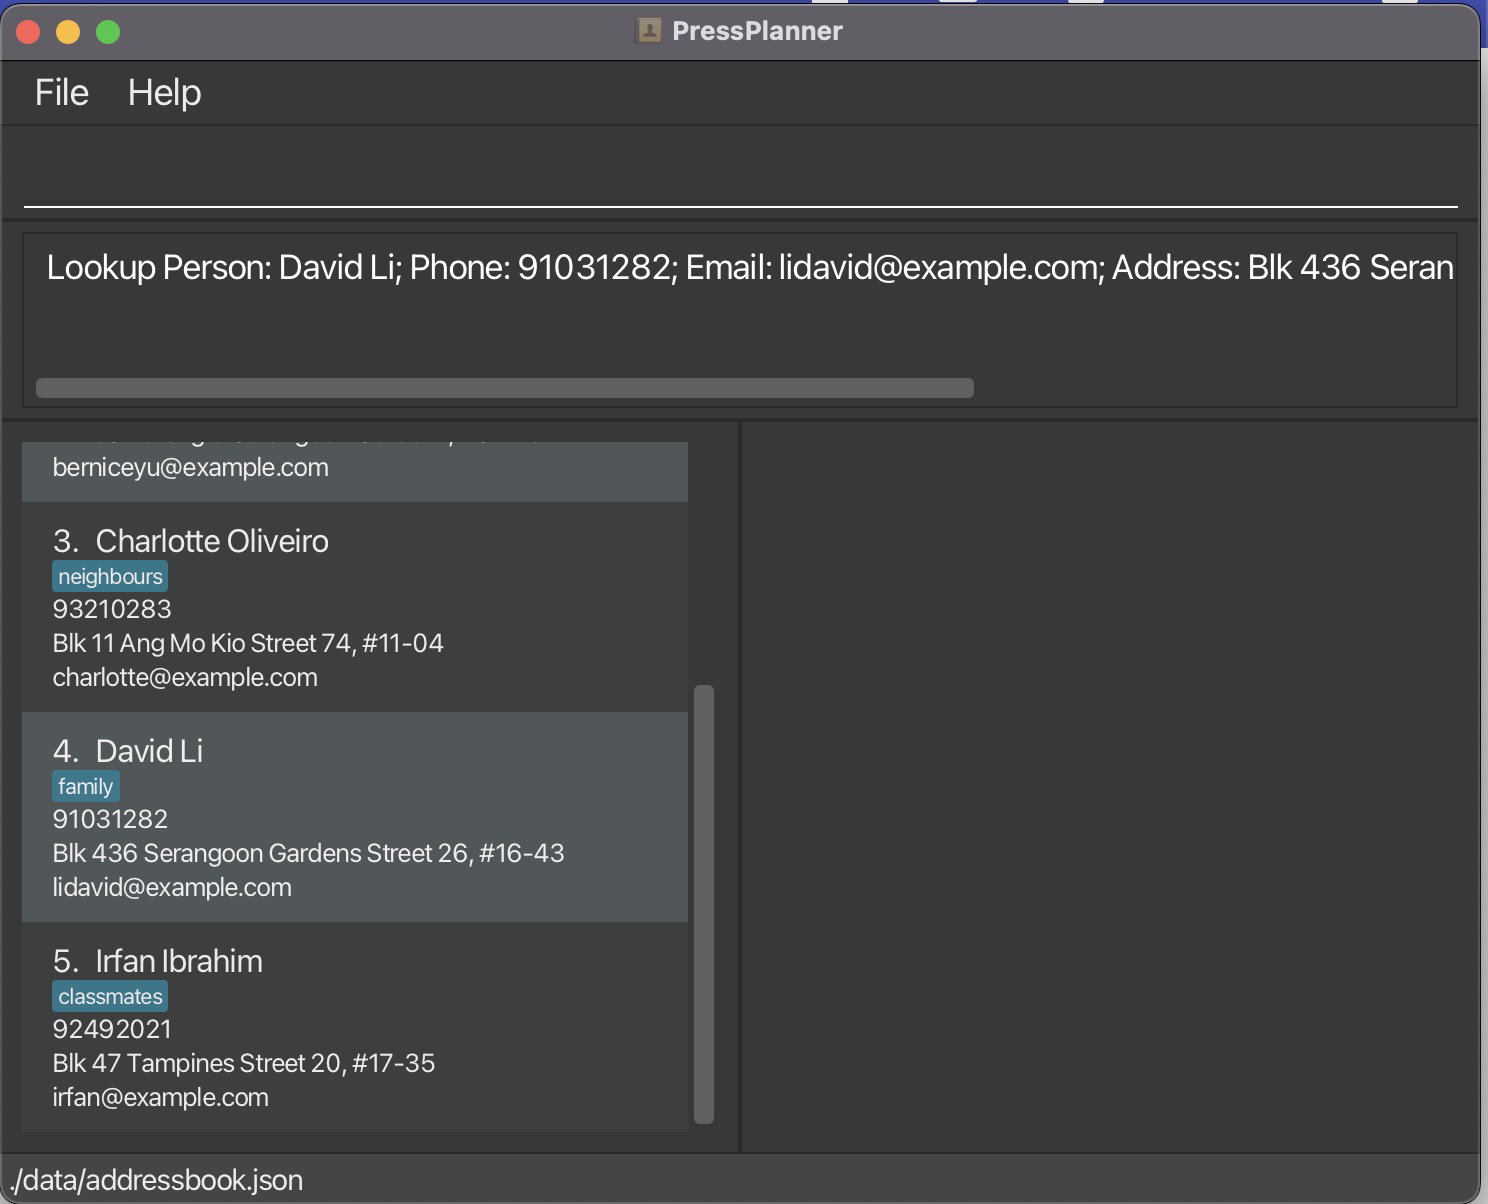 PressPlanner
File Help
Lookup Person: David Li; Phone: 91031282; Email: lidavid@example.com; Address: Blk 436 Seran
berniceyu@example.com
3. Charlotte Oliveiro
neighbours
93210283
Blk 11 Ang Mo Kio Street 74, #11-04
charlotte@example.com
4. David Li
family
91031282
Blk 436 Serangoon Gardens Street 26, #16-43
lidavid@example.com
5. Irfan Ibrahim
classmates
92492021
Blk 47 Tampines Street 20, #17-35
irfan@example.com
./data/addressbook.json